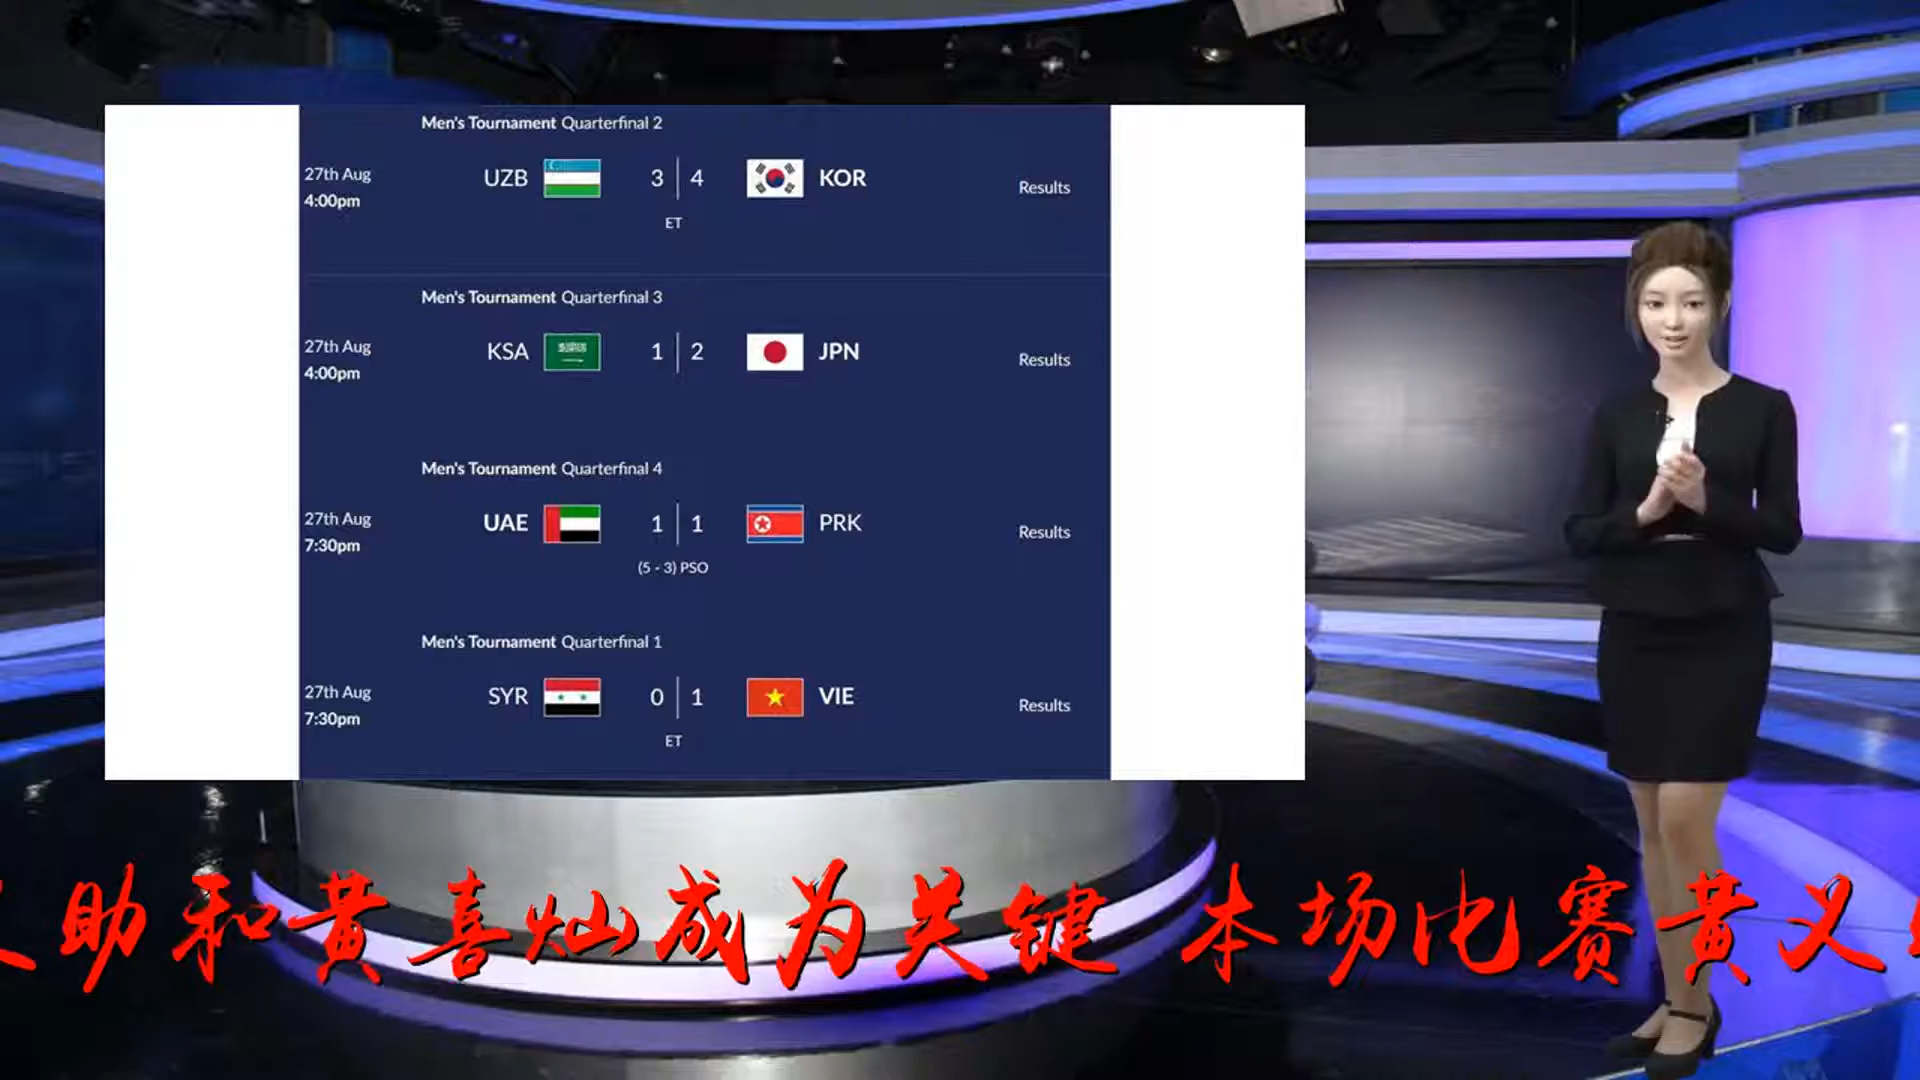 Men's Tournament Quarterfinal 2
27th Aug
4:00pm
UZB 3 4 KOR
ET
Results
Men's Tournament Quarterfinal 3
27th Aug
4:00pm
KSA 1 2 JPN
Results
Men's Tournament Quarterfinal 4
27th Aug
7:30pm
UAE 1 1 PRK
(5 - 3) PSO
Results
Men's Tournament Quarterfinal 1
27th Aug
7:30pm
SYR 0 1 VIE
ET
Results
助和黄喜灿成为关键 本场比赛黄义